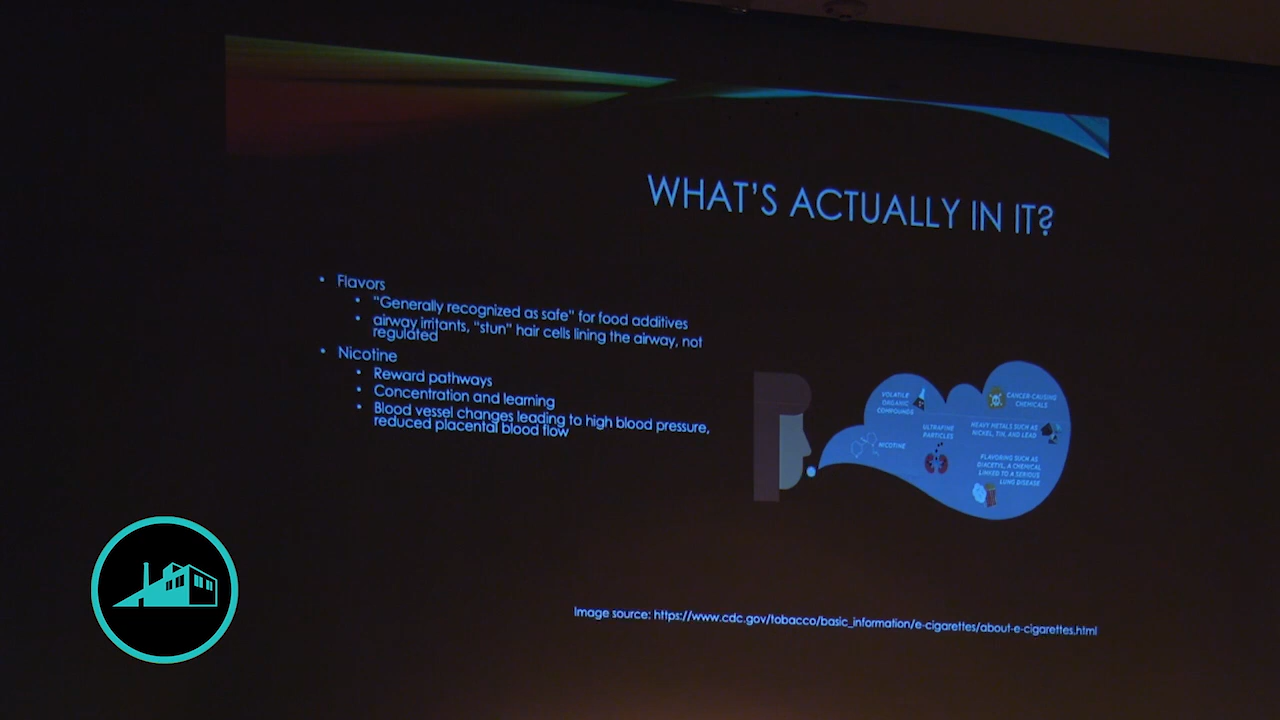 WHAT'S ACTUALLY IN IT?
• Flavors
• "Generally recognized as safe" for food additives
• airway irritants, "stun" hair cells lining the airway, not
regulated
• Nicotine
• Reward pathways
• Concentration and learning
• Blood vessel changes leading to high blood pressure,
reduced placental blood flow
VOLATILE
ORGANIC
COMPOUNDS
CANCER-CAUSING
CHEMICALS
ULTRAFINE
PARTICLES
HEAVY METALS SUCH AS
NICKEL, TIN, AND LEAD
NICOTINE
FLAVORING SUCH AS
DIACETYL, A CHEMICAL
LINKED TO A SERIOUS
LUNG DISEASE
Image source: https://www.cdc.gov/tobacco/basic_information/e-cigarettes/about-e-cigarettes.html